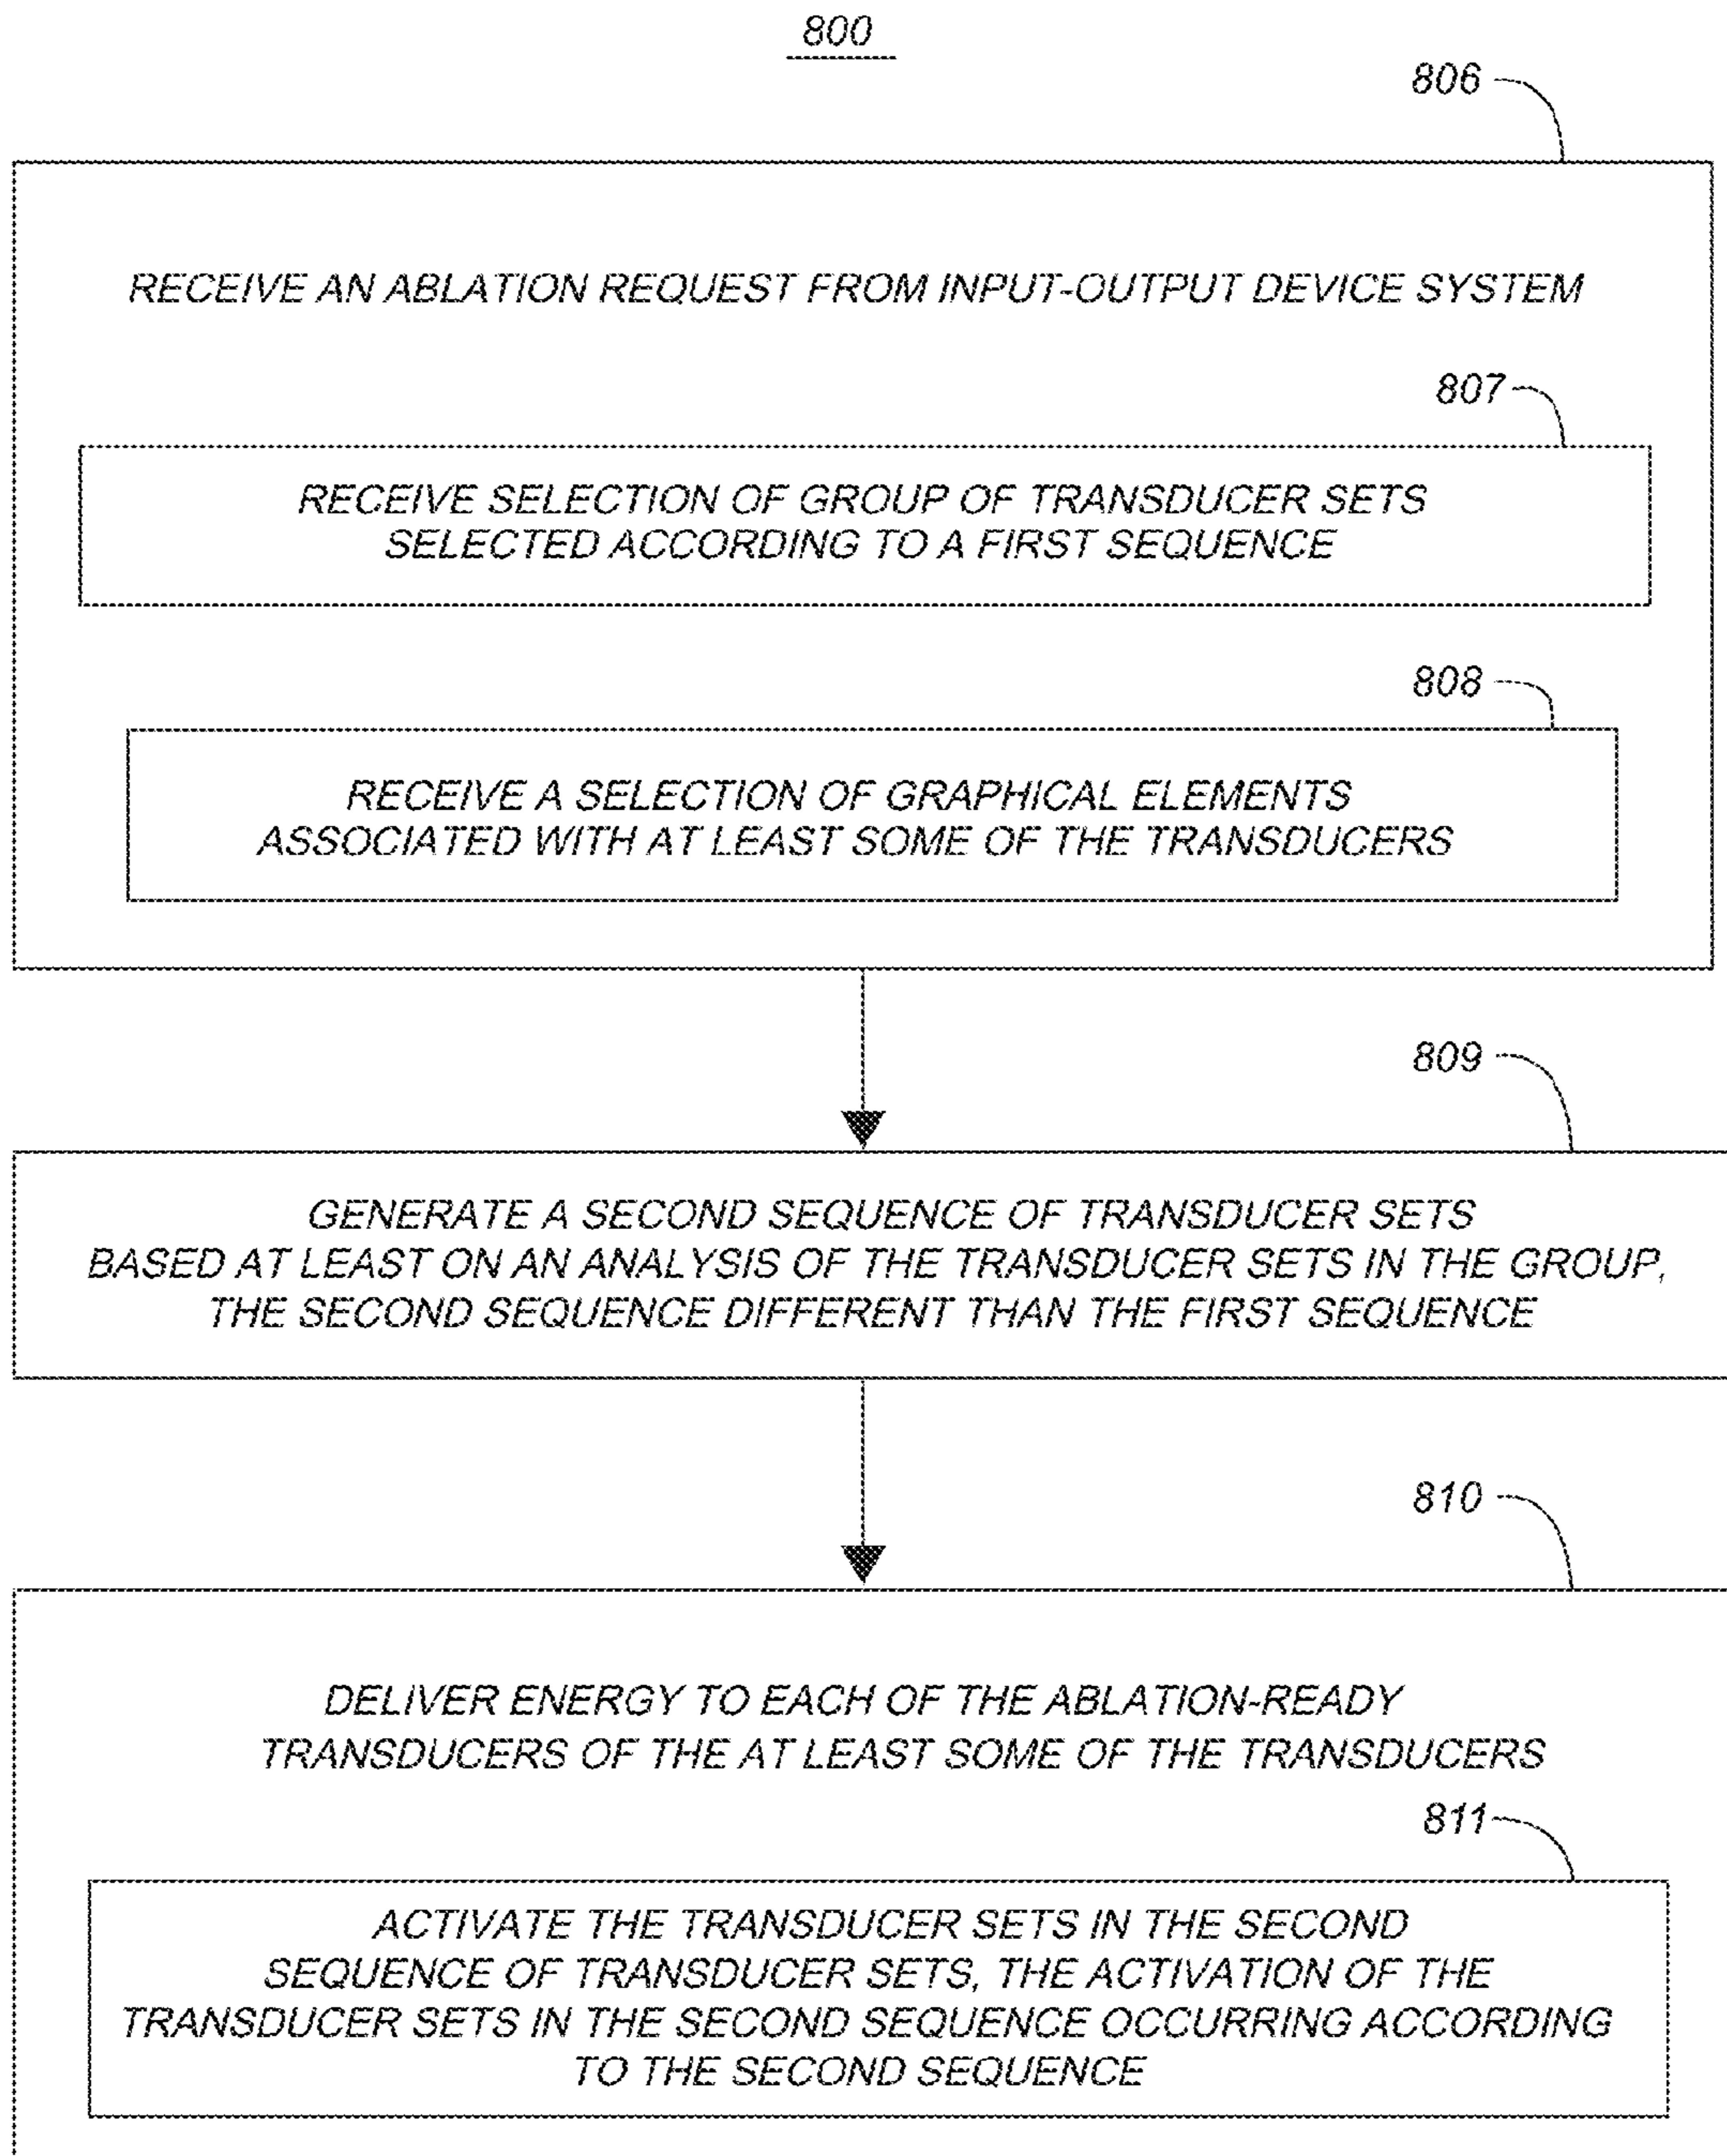 800
806
RECEIVE AN ABLATION REQUEST FROM INPUT-OUTPUT DEVICE SYSTEM
807
RECEIVE SELECTION OF GROUP OF TRANSDUCER SETS
SELECTED ACCORDING TO A FIRST SEQUENCE
808
RECEIVE A SELECTION OF GRAPHICAL ELEMENTS
ASSOCIATED WITH AT LEAST SOME OF THE TRANSDUCERS
809
GENERATE A SECOND SEQUENCE OF TRANSDUCER SETS
BASED AT LEAST ON AN ANALYSIS OF THE TRANSDUCER SETS IN THE GROUP,
THE SECOND SEQUENCE DIFFERENT THAN THE FIRST SEQUENCE
810
DELIVER ENERGY TO EACH OF THE ABLATION-READY
TRANSDUCERS OF THE AT LEAST SOME OF THE TRANSDUCERS
811
ACTIVATE THE TRANSDUCER SETS IN THE SECOND
SEQUENCE OF TRANSDUCER SETS, THE ACTIVATION OF THE
TRANSDUCER SETS IN THE SECOND SEQUENCE OCCURRING ACCORDING
TO THE SECOND SEQUENCE